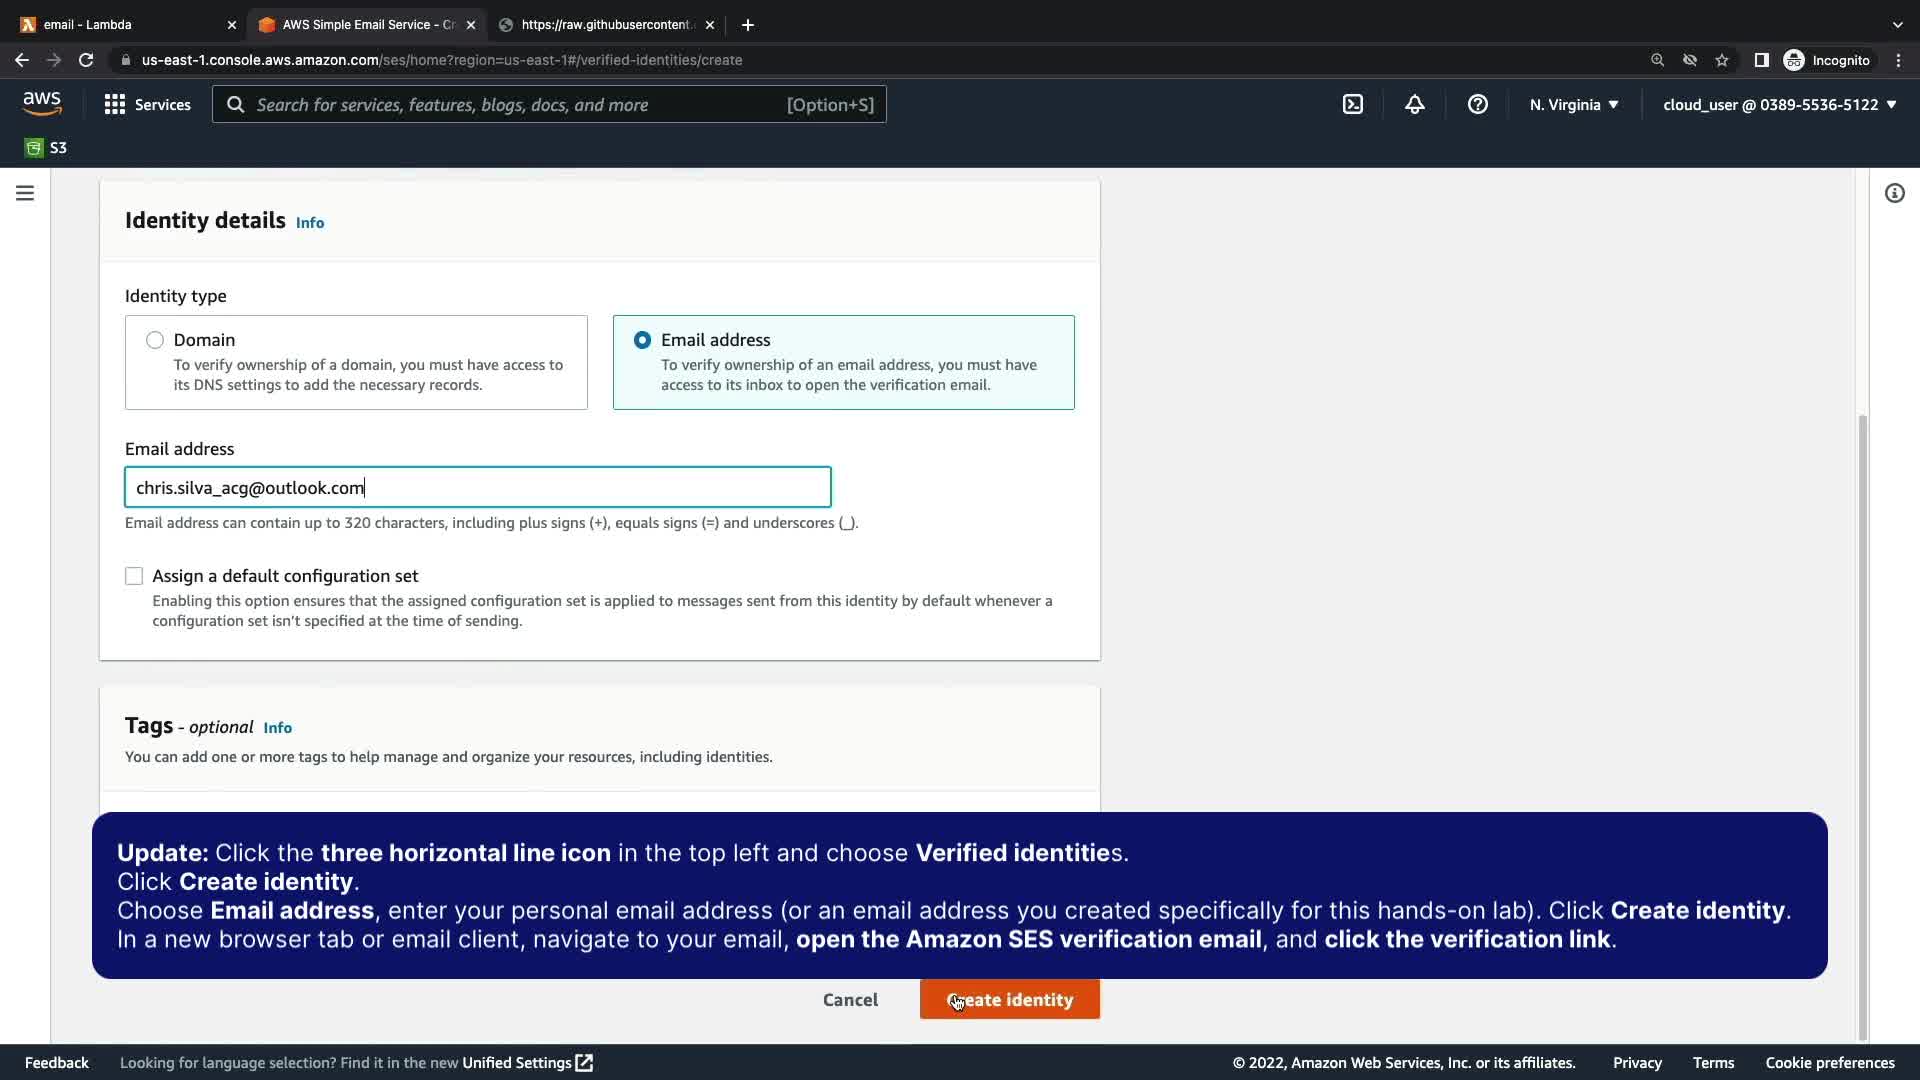 email - Lambda
AWS Simple Email Service - Cr
https://raw.githubusercontent.
us-east-1.console.aws.amazon.com/ses/home?region=us-east-1#/verified-identities/create
Incognito
aws
Services
Search for services, features, blogs, docs, and more
[Option+S]
N. Virginia
cloud_user @ 0389-5536-5122
S3
Identity details Info
Identity type
Domain
To verify ownership of a domain, you must have access to
its DNS settings to add the necessary records.
Email address
To verify ownership of an email address, you must have
access to its inbox to open the verification email.
Email address
chris.silva_acg@outlook.com
Email address can contain up to 320 characters, including plus signs (+), equals signs (=) and underscores (_).
Assign a default configuration set
Enabling this option ensures that the assigned configuration set is applied to messages sent from this identity by default whenever a
configuration set isn't specified at the time of sending.
Tags - optional Info
You can add one or more tags to help manage and organize your resources, including identities.
Update: Click the three horizontal line icon in the top left and choose Verified identities.
Click Create identity.
Choose Email address, enter your personal email address (or an email address you created specifically for this hands-on lab). Click Create identity.
In a new browser tab or email client, navigate to your email, open the Amazon SES verification email, and click the verification link.
Cancel
Create identity
Feedback
Looking for language selection? Find it in the new Unified Settings
© 2022, Amazon Web Services, Inc. or its affiliates.
Privacy
Terms
Cookie preferences